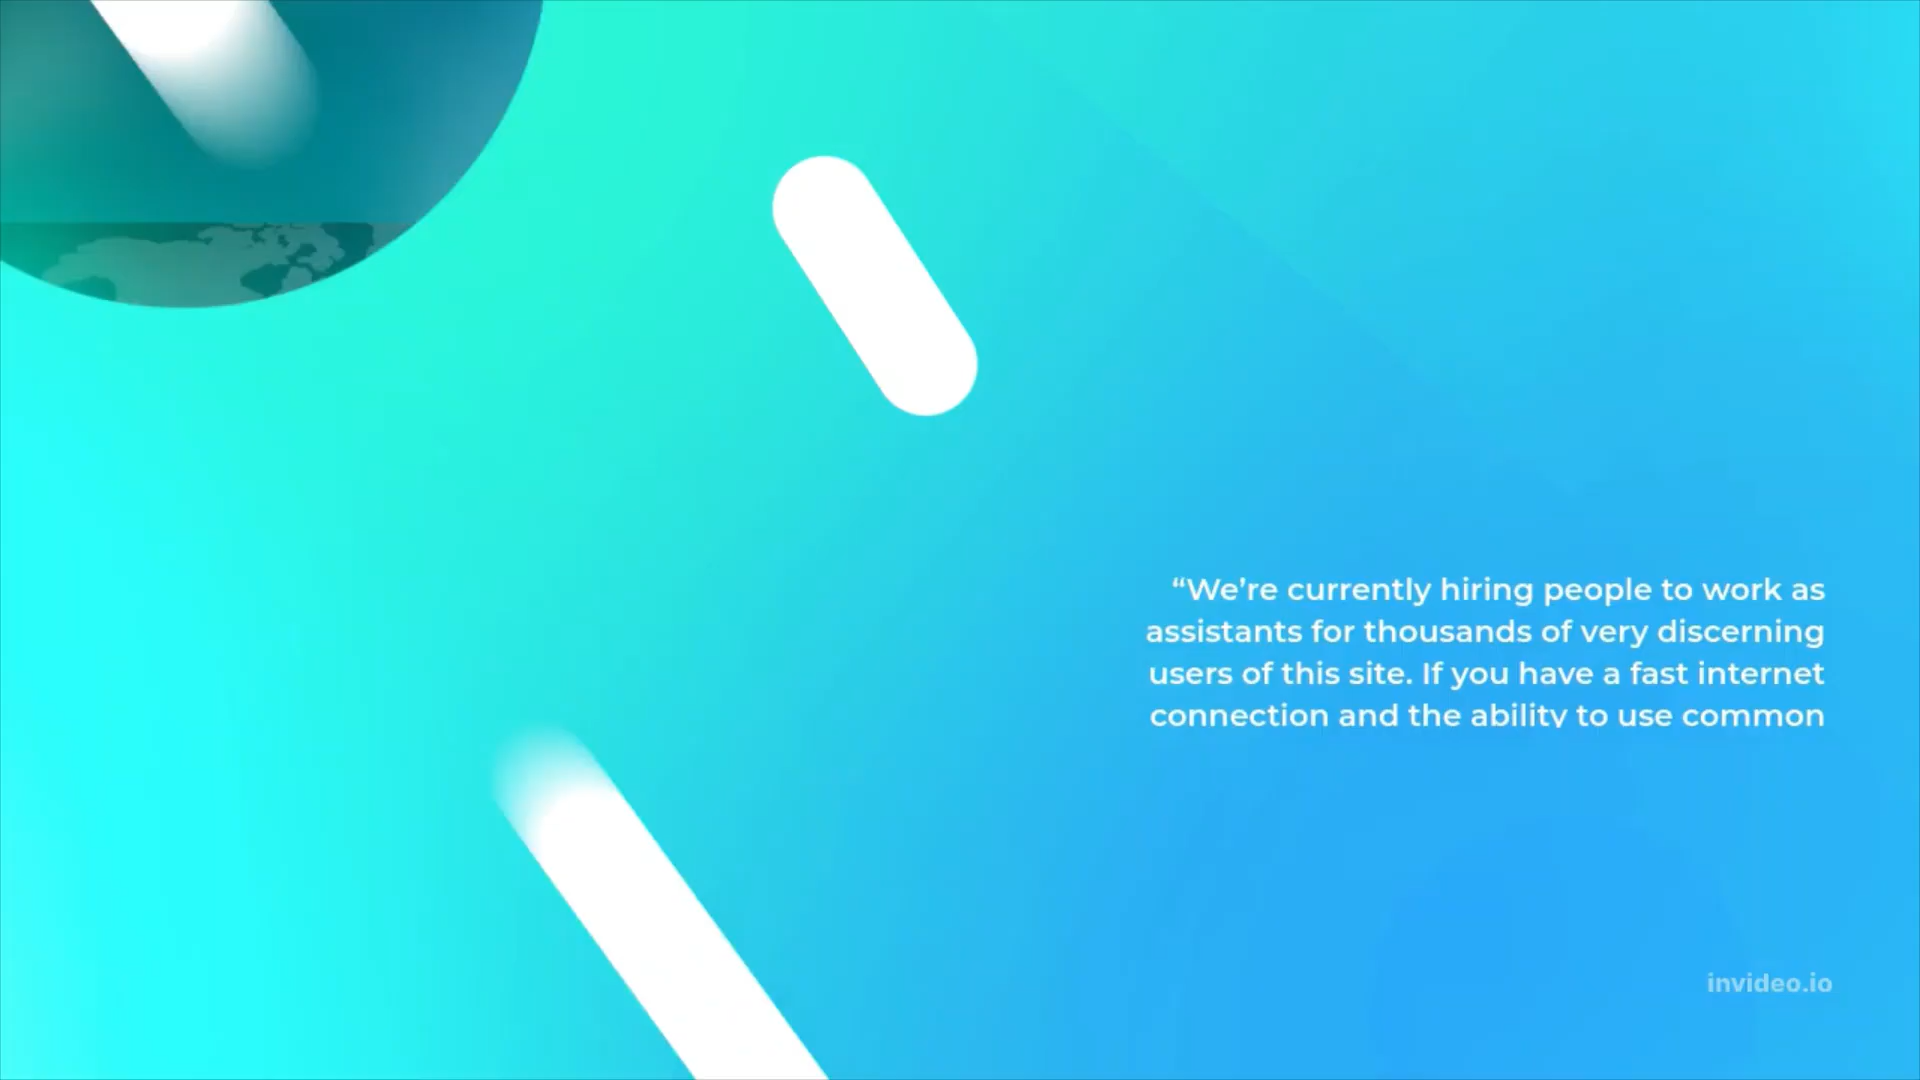 “We’re currently hiring people to work as
assistants for thousands of very discerning
users of this site. If you have a fast internet
connection and the ability to use common
invideo.io